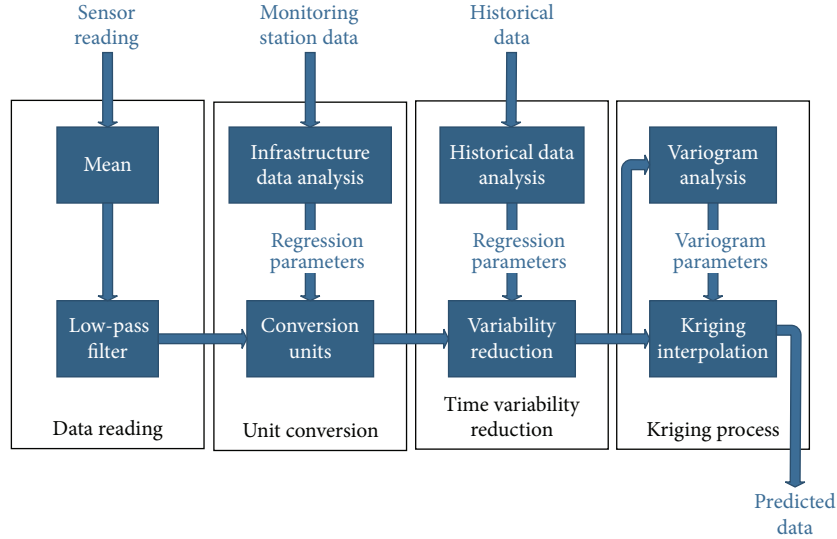 Sensor
reading
Monitoring
station data
Historical
data
Mean
Infrastructure
data analysis
Historical data
analysis
Variogram
analysis
Regression
parameters
Regression
parameters
Variogram
parameters
Low-pass
filter
Conversion
units
Variability
reduction
Kriging
interpolation
Data reading
Unit conversion
Time variability
reduction
Kriging process
Predicted
data